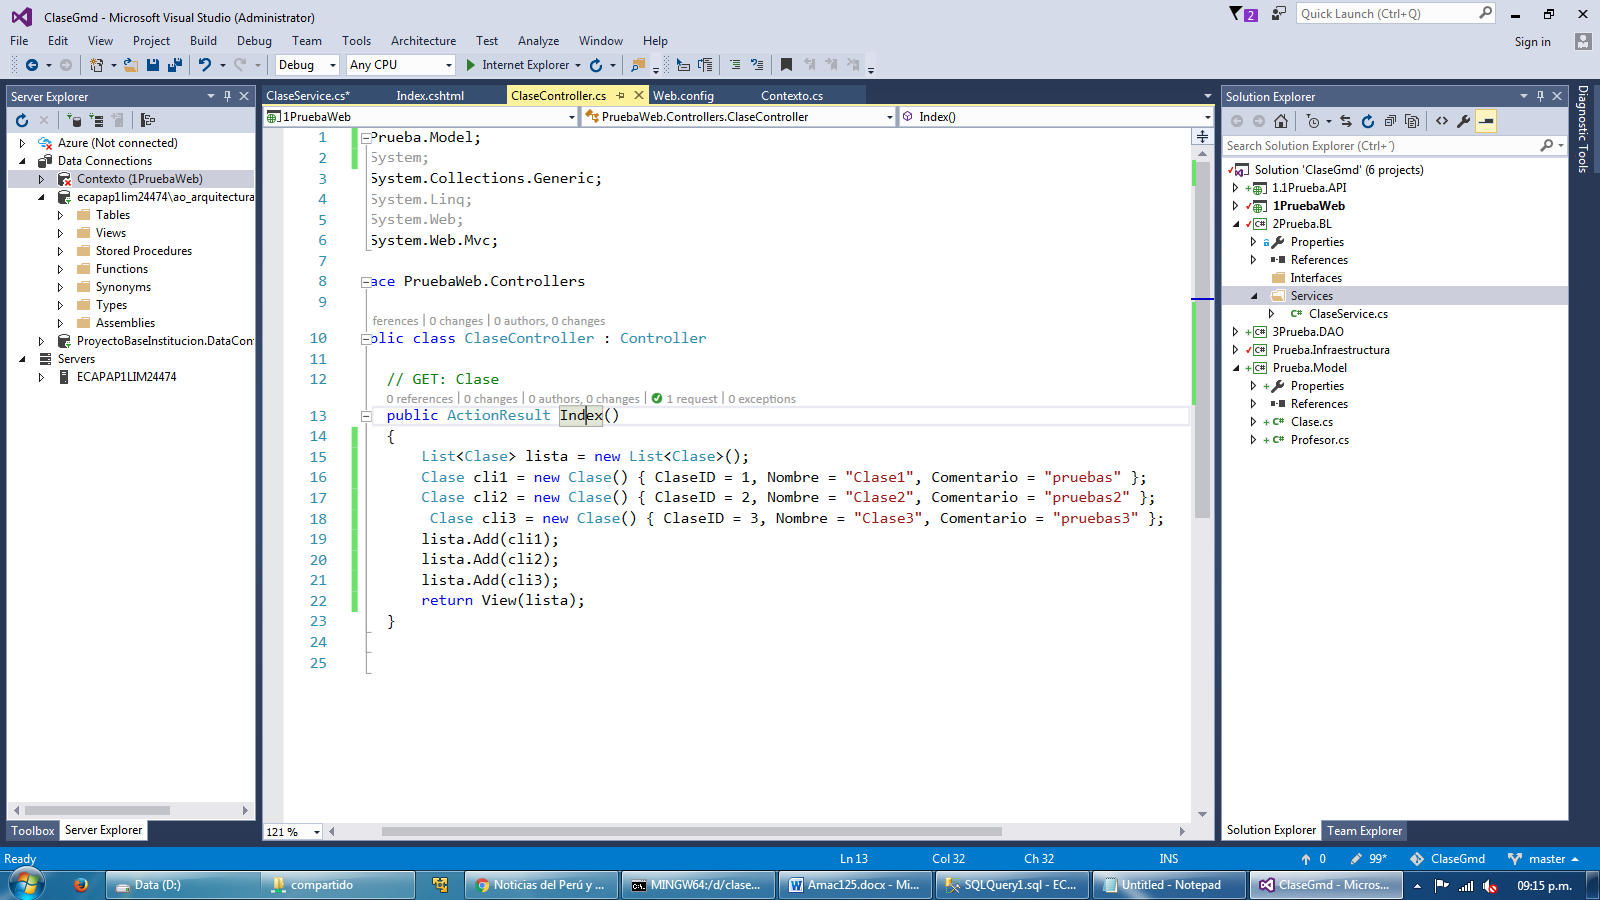 ClaseGmd - Microsoft Visual Studio (Administrator)
2
Quick Launch (Ctrl+Q)
File Edit View Project Build Debug Team Tools Architecture Test Analyze Window Help
Sign in
Debug Any CPU Internet Explorer
Server Explorer
Azure (Not connected)
Data Connections
Contexto (1PruebaWeb)
ecapap1lim24474\ao_arquitectura
Tables
Views
Stored Procedures
Functions
Synonyms
Types
Assemblies
ProyectoBaseInstitucion.DataCon
Servers
ECAPAP1LIM24474
Toolbox Server Explorer
ClaseService.cs* Index.cshtml ClaseController.cs Web.config Contexto.cs
1PruebaWeb PruebaWeb.Controllers.ClaseController Index()
1 Prueba.Model;
2 System;
3 System.Collections.Generic;
4 System.Linq;
5 System.Web;
6 System.Web.Mvc;
7
8 ace PruebaWeb.Controllers
9
ferences | 0 changes | 0 authors, 0 changes
10 blic class ClaseController : Controller
11
12 // GET: Clase
0 references | 0 changes | 0 authors, 0 changes | 1 request | 0 exceptions
13 public ActionResult Index()
14 {
15 List<Clase> lista = new List<Clase>();
16 Clase cli1 = new Clase() { ClaseID = 1, Nombre = "Clase1", Comentario = "pruebas" };
17 Clase cli2 = new Clase() { ClaseID = 2, Nombre = "Clase2", Comentario = "pruebas2" };
18 Clase cli3 = new Clase() { ClaseID = 3, Nombre = "Clase3", Comentario = "pruebas3" };
19 lista.Add(cli1);
20 lista.Add(cli2);
21 lista.Add(cli3);
22 return View(lista);
23 }
24
25
121 %
Solution Explorer
Search Solution Explorer (Ctrl+´)
Solution 'ClaseGmd' (6 projects)
1.1Prueba.API
1PruebaWeb
2Prueba.BL
Properties
References
Interfaces
Services
ClaseService.cs
3Prueba.DAO
Prueba.Infraestructura
Prueba.Model
Properties
References
Clase.cs
Profesor.cs
Solution Explorer Team Explorer
Diagnostic Tools
Ready Ln 13 Col 32 Ch 32 INS 0 99* ClaseGmd master
Data (D:) compartido Noticias del Perú y ... MINGW64:/d/clase... Amac125.docx - Mi... SQLQuery1.sql - EC... Untitled - Notepad ClaseGmd - Micros... 09:15 p.m.